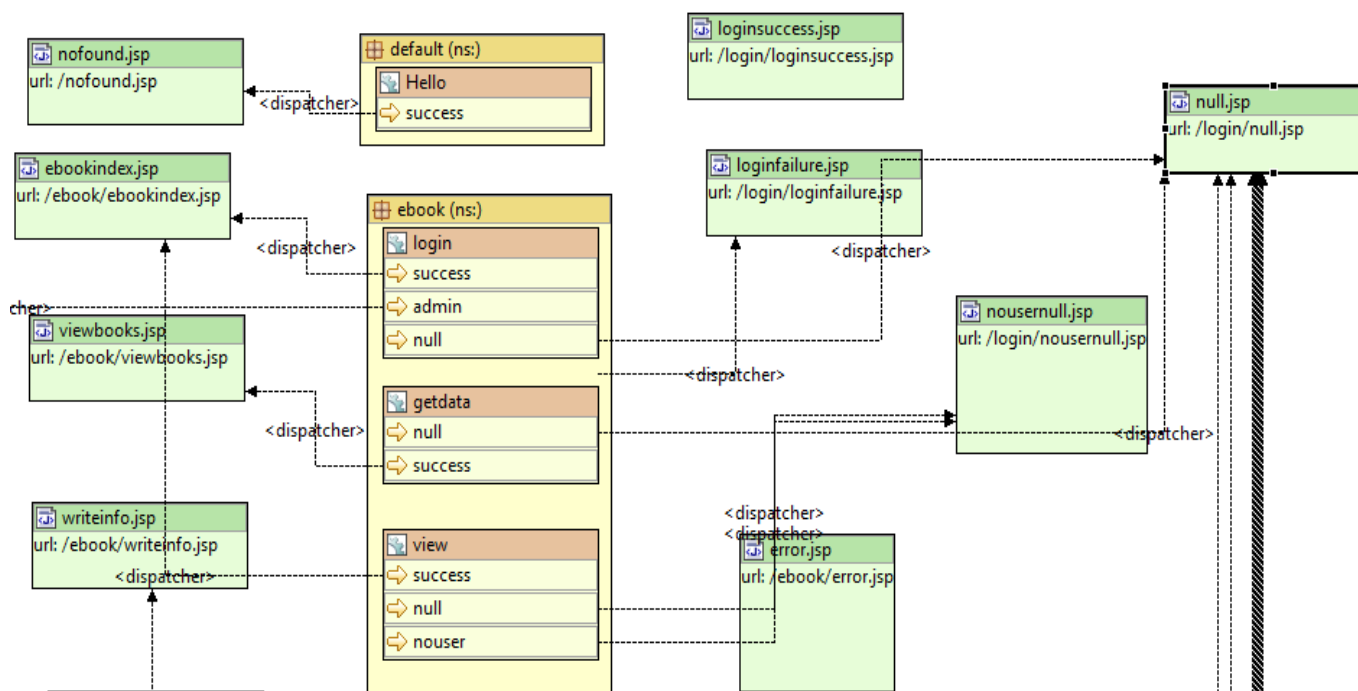 nofound.jsp
url: /nofound.jsp
<dispatcher>
default (ns:)
Hello
success
loginsuccess.jsp
url: /login/loginsuccess.jsp
null.jsp
url: /login/null.jsp
ebookindex.jsp
url: /ebook/ebookindex.jsp
<dispatcher>
loginfailure.jsp
url: /login/loginfailure.jsp
<dispatcher>
ebook (ns:)
login
success
admin
null
cher>
viewbooks.jsp
url: /ebook/viewbooks.jsp
<dispatcher>
<dispatcher>
nousernull.jsp
url: /login/nousernull.jsp
<dispatcher>
getdata
null
success
writeinfo.jsp
url: /ebook/writeinfo.jsp
<dispatcher>
view
success
null
nouser
<dispatcher>
<dispatcher>
error.jsp
url: /ebook/error.jsp